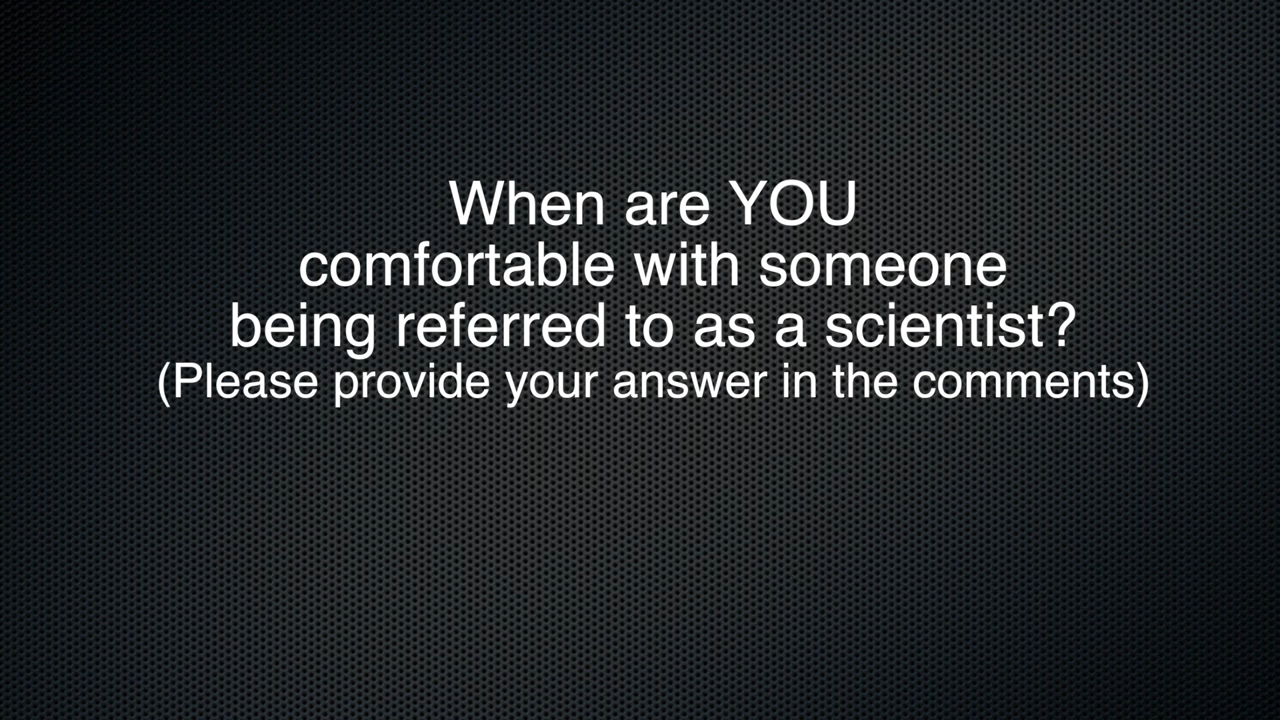 When are YOU
comfortable with someone
being referred to as a scientist?
(Please provide your answer in the comments)